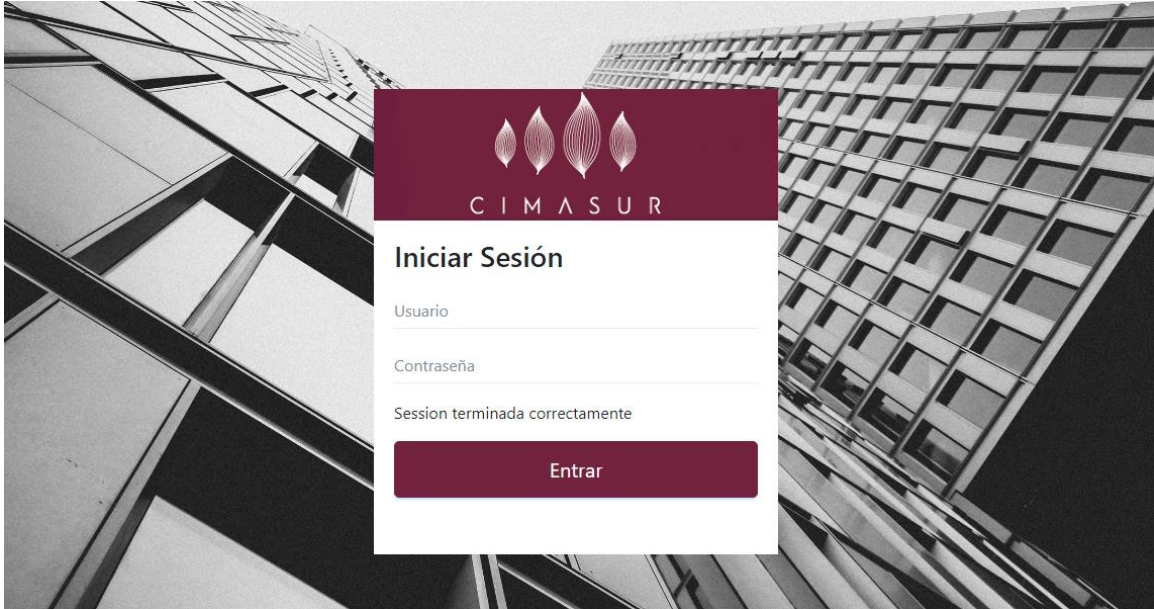 CIMASUR
Iniciar Sesión
Usuario
Contraseña
Session terminada correctamente
Entrar